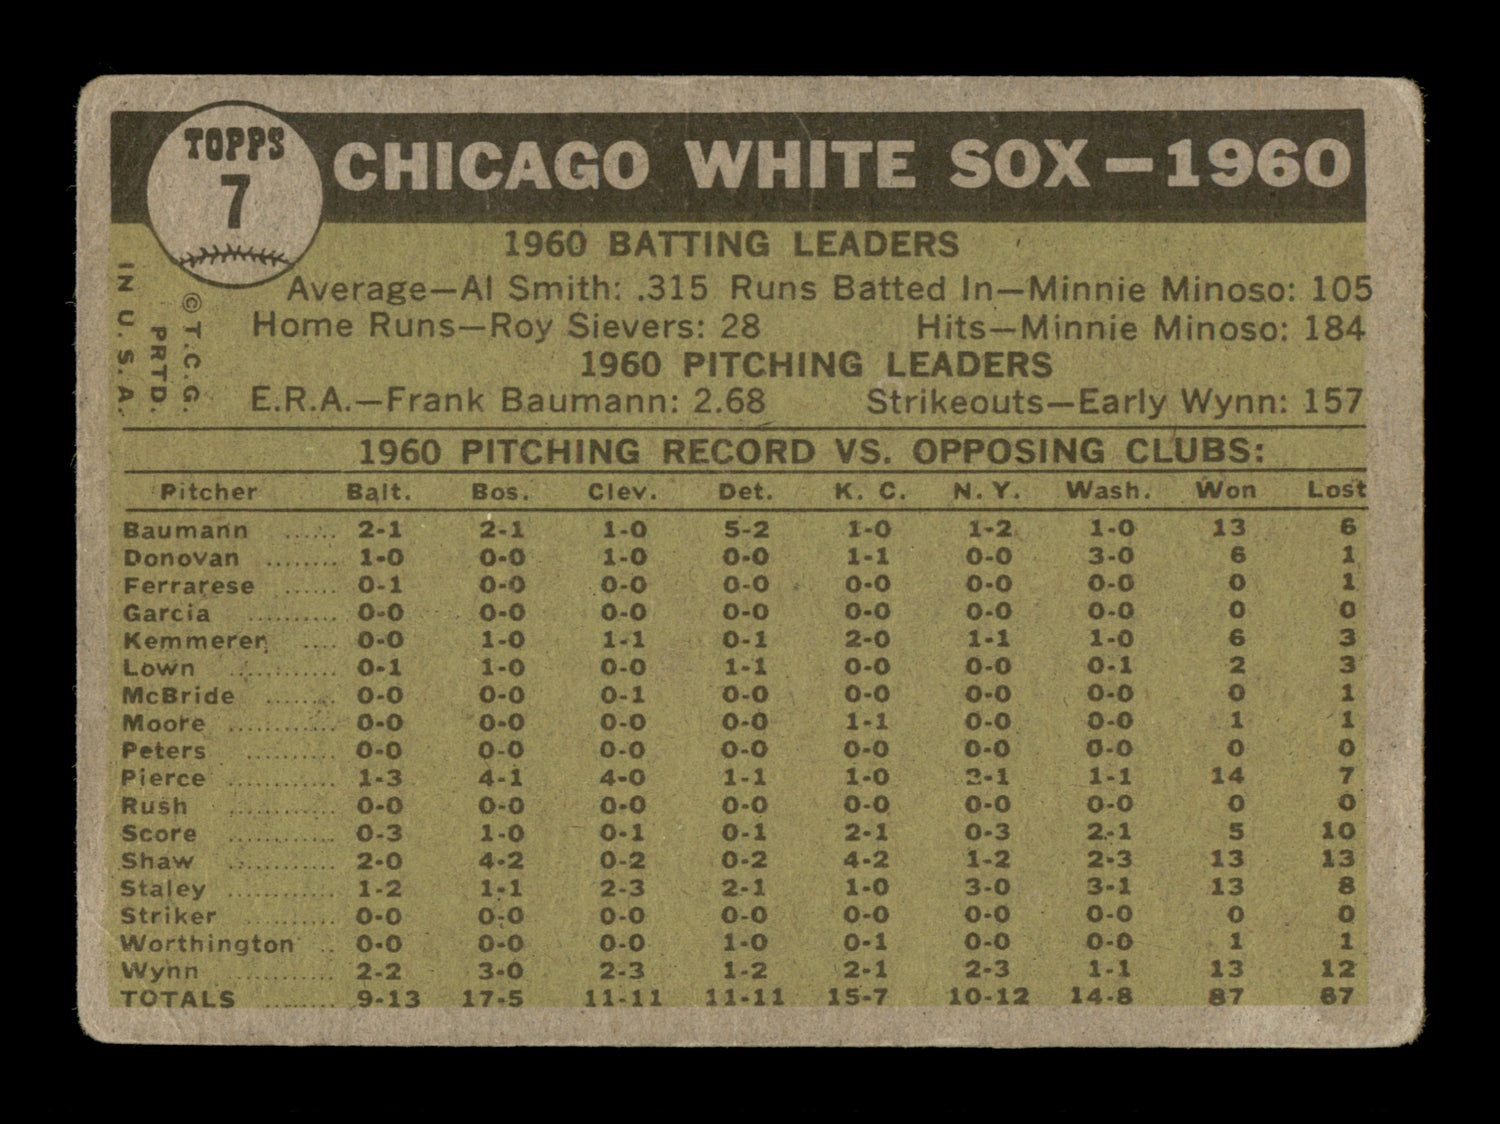 TOPPS
7
CHICAGO WHITE SOX—1960
1960 BATTING LEADERS
Average—Al Smith: .315 Runs Batted In—Minnie Minoso: 105
Home Runs—Roy Sievers: 28 Hits—Minnie Minoso: 184
1960 PITCHING LEADERS
E.R.A.—Frank Baumann: 2.68 Strikeouts—Early Wynn: 157
© T.C.G.
PRTD.
IN U.S.A.
1960 PITCHING RECORD VS. OPPOSING CLUBS:
Pitcher Balt. Bos. Clev. Det. K. C. N. Y. Wash. Won Lost
Baumann ...... 2-1 2-1 1-0 5-2 1-0 1-2 1-0 13 6
Donovan ........ 1-0 0-0 1-0 0-0 1-1 0-0 3-0 6 1
Ferrarese ...... 0-1 0-0 0-0 0-0 0-0 0-0 0-0 0 1
Garcia .......... 0-0 0-0 0-0 0-0 0-0 0-0 0-0 0 0
Kemmerer .... 0-0 1-0 1-1 0-1 2-0 1-1 1-0 6 3
Lown ............ 0-1 1-0 0-0 1-1 0-0 0-0 0-1 2 3
McBride ........ 0-0 0-0 0-1 0-0 0-0 0-0 0-0 0 1
Moore ............ 0-0 0-0 0-0 0-0 1-1 0-0 0-0 1 1
Peters .......... 0-0 0-0 0-0 0-0 0-0 0-0 0-0 0 0
Pierce ............ 1-3 4-1 4-0 1-1 1-0 2-1 1-1 14 7
Rush ............ 0-0 0-0 0-0 0-0 0-0 0-0 0-0 0 0
Score ............ 0-3 1-0 0-1 0-1 2-1 0-3 2-1 5 10
Shaw ............ 2-0 4-2 0-2 0-2 4-2 1-2 2-3 13 13
Staley ............ 1-2 1-1 2-3 2-1 1-0 3-0 3-1 13 8
Striker .......... 0-0 0-0 0-0 0-0 0-0 0-0 0-0 0 0
Worthington .. 0-0 0-0 0-0 1-0 0-1 0-0 0-0 1 1
Wynn ............ 2-2 3-0 2-3 1-2 2-1 2-3 1-1 13 12
TOTALS ........ 9-13 17-5 11-11 11-11 15-7 10-12 14-8 87 67